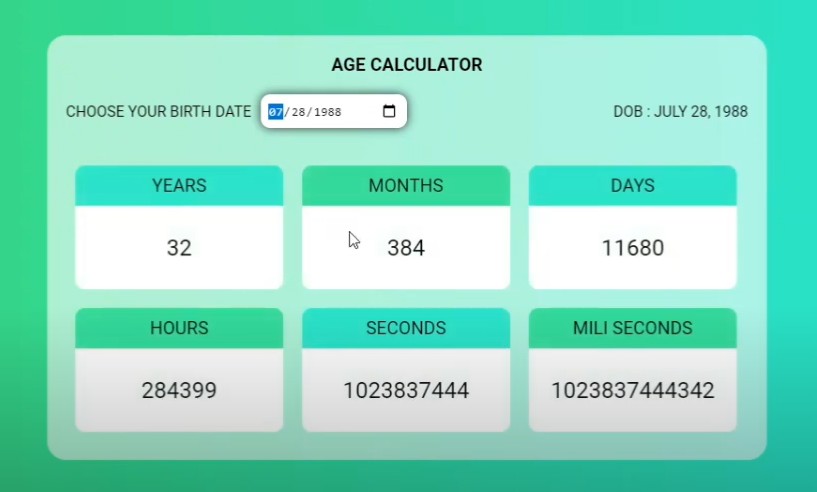 AGE CALCULATOR
CHOOSE YOUR BIRTH DATE 07/28/1988 DOB : JULY 28, 1988
YEARS MONTHS DAYS
32 384 11680
HOURS SECONDS MILI SECONDS
284399 1023837444 1023837444342